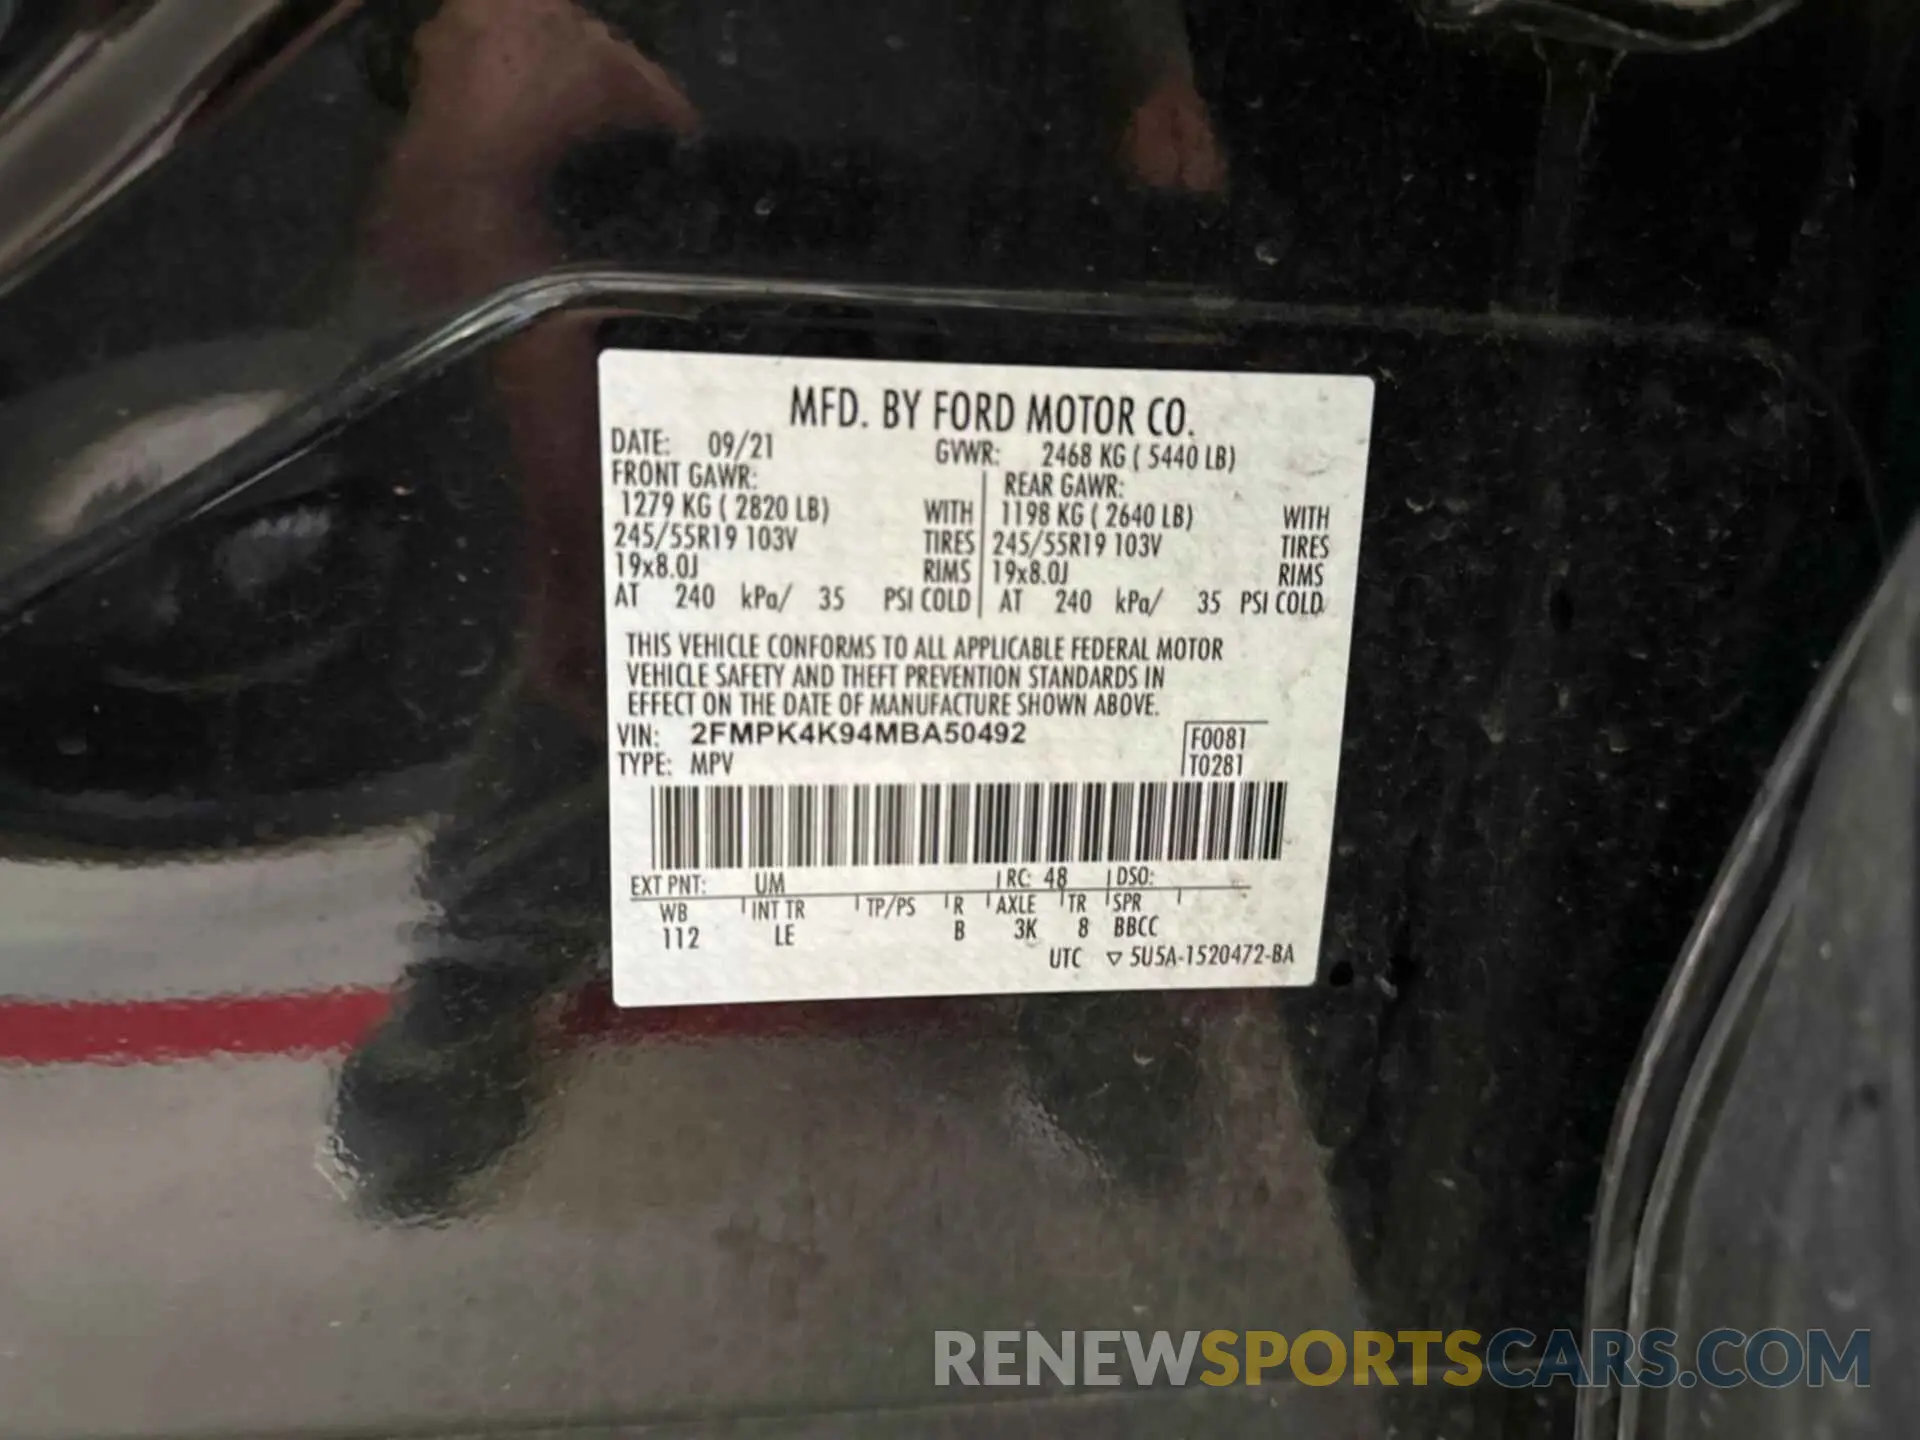 MFD. BY FORD MOTOR CO.
DATE: 09/21 GVWR: 2468 KG ( 5440 LB)
FRONT GAWR: REAR GAWR:
1279 KG ( 2820 LB) WITH 1198 KG ( 2640 LB) WITH
245/55R19 103V TIRES 245/55R19 103V TIRES
19x8.0J RIMS 19x8.0J RIMS
AT 240 kPa/ 35 PSI COLD AT 240 kPa/ 35 PSI COLD
THIS VEHICLE CONFORMS TO ALL APPLICABLE FEDERAL MOTOR
VEHICLE SAFETY AND THEFT PREVENTION STANDARDS IN
EFFECT ON THE DATE OF MANUFACTURE SHOWN ABOVE.
VIN: 2FMPK4K94MBA50492 F0081
TYPE: MPV T0281
EXT PNT: UM RC: 48 DSO:
WB INT TR TP/PS R AXLE TR SPR
112 LE B 3K 8 BBCC
UTC ▽ 5U5A-1520472-BA
RENEWSPORTSCARS.COM